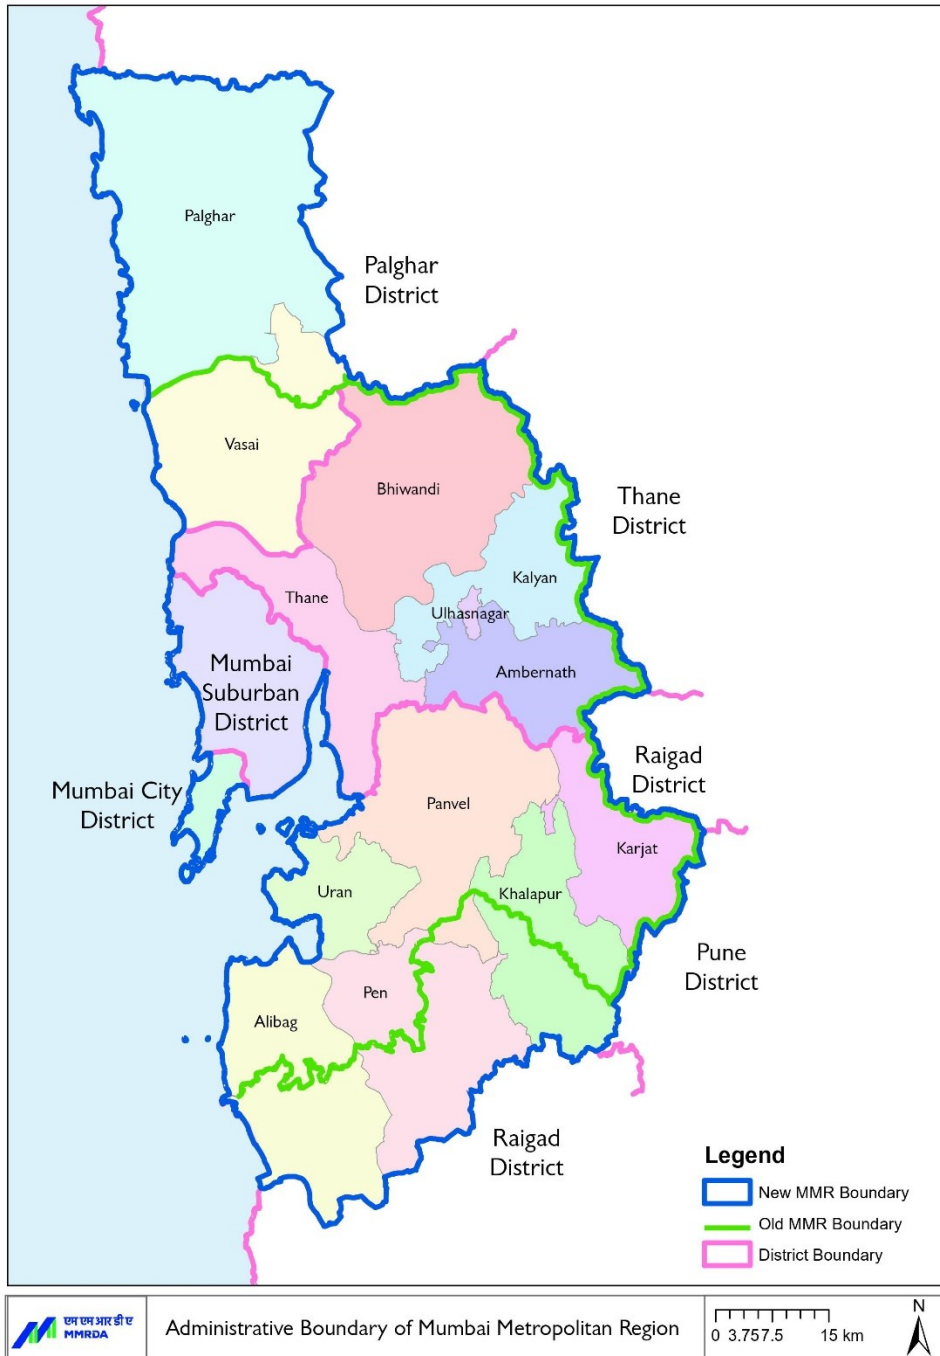 Palghar
Palghar
District
Vasai
Bhiwandi
Thane
District
Kalyan
Thane
Ulhasnagar
Ambernath
Mumbai
Suburban
District
Raigad
District
Mumbai City
District
Panvel
Karjat
Uran
Khalapur
Pune
District
Pen
Alibag
Raigad
District
Legend
New MMR Boundary
Old MMR Boundary
District Boundary
एम एम आर डी ए
MMRDA
Administrative Boundary of Mumbai Metropolitan Region
0 3.757.5 15 km
N